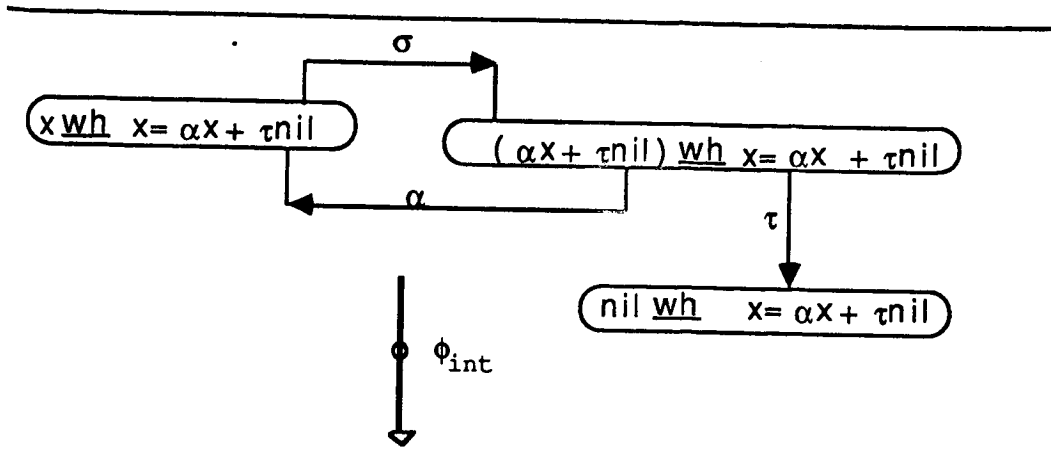 σ
x wh x= αx + τnil
(αx + τnil) wh x= αx + τnil
α
τ
nil wh x= αx + τnil
ϕint